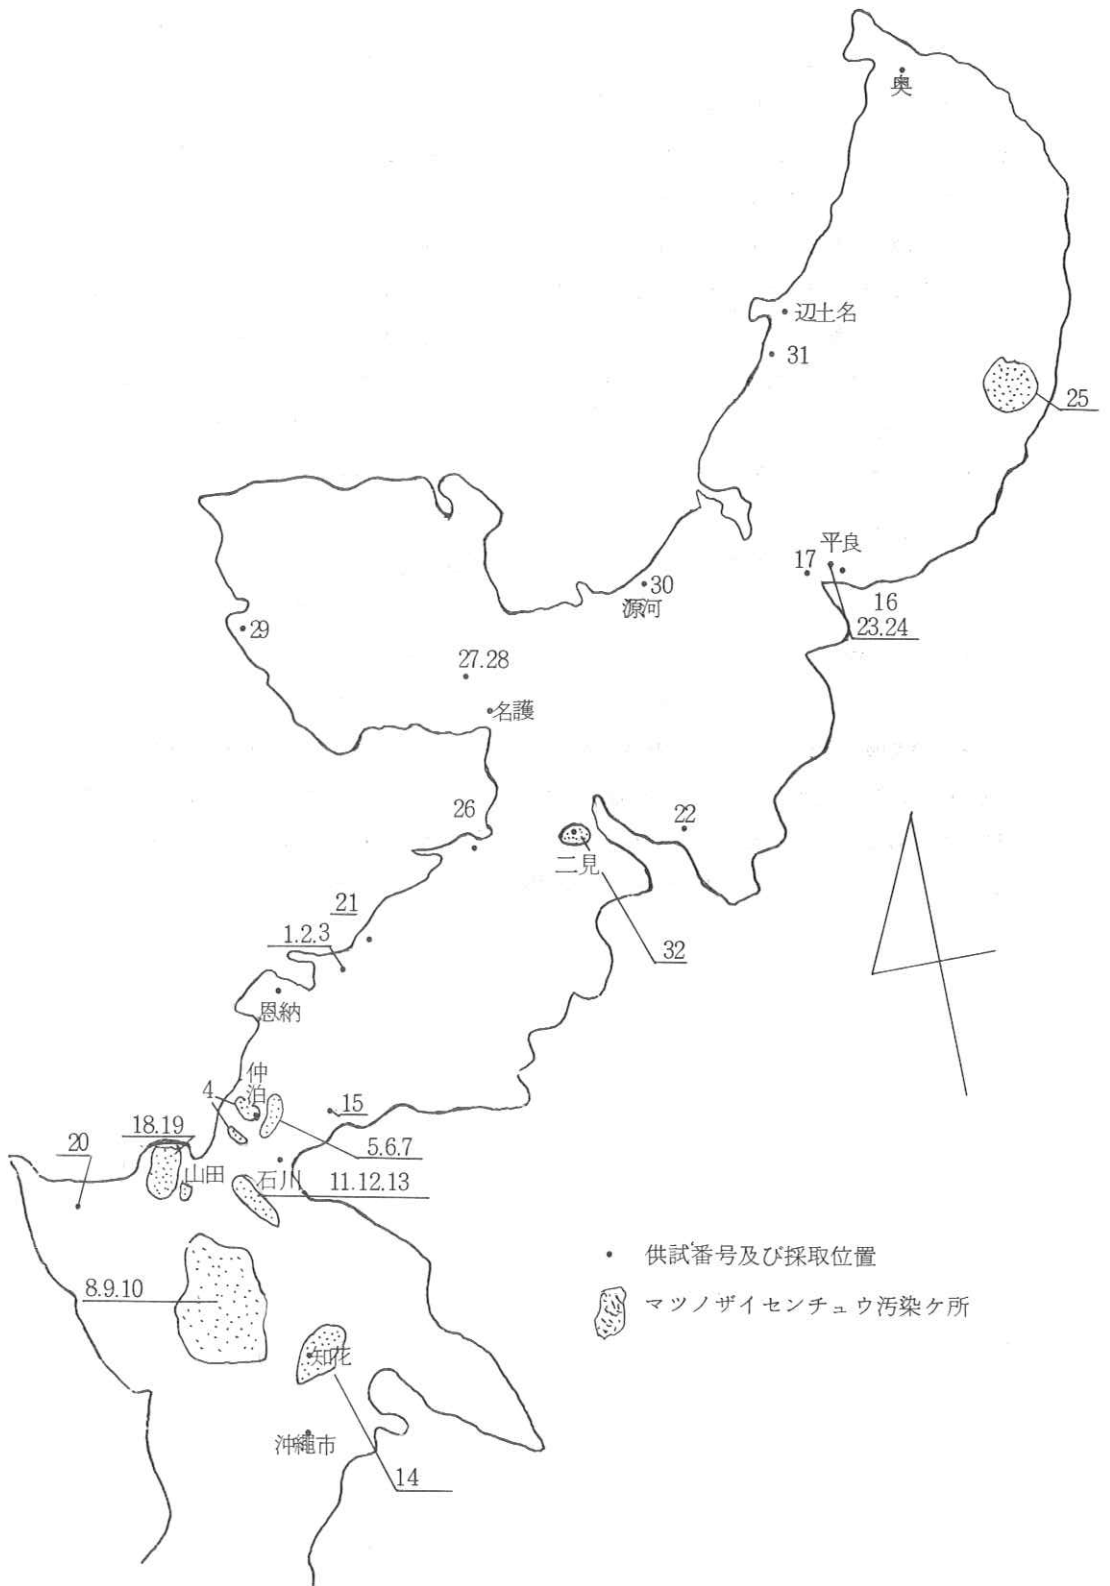 奥
辺土名
31
25
17
平良
16
23.24
30
源河
29
27.28
名護
26
22
二見
32
21
1.2.3
恩納
仲泊
4
15
18.19
5.6.7
20
山田
石川
11.12.13
8.9.10
知花
沖縄市
14
供試番号及び採取位置
マツノザイセンチュウ汚染ケ所